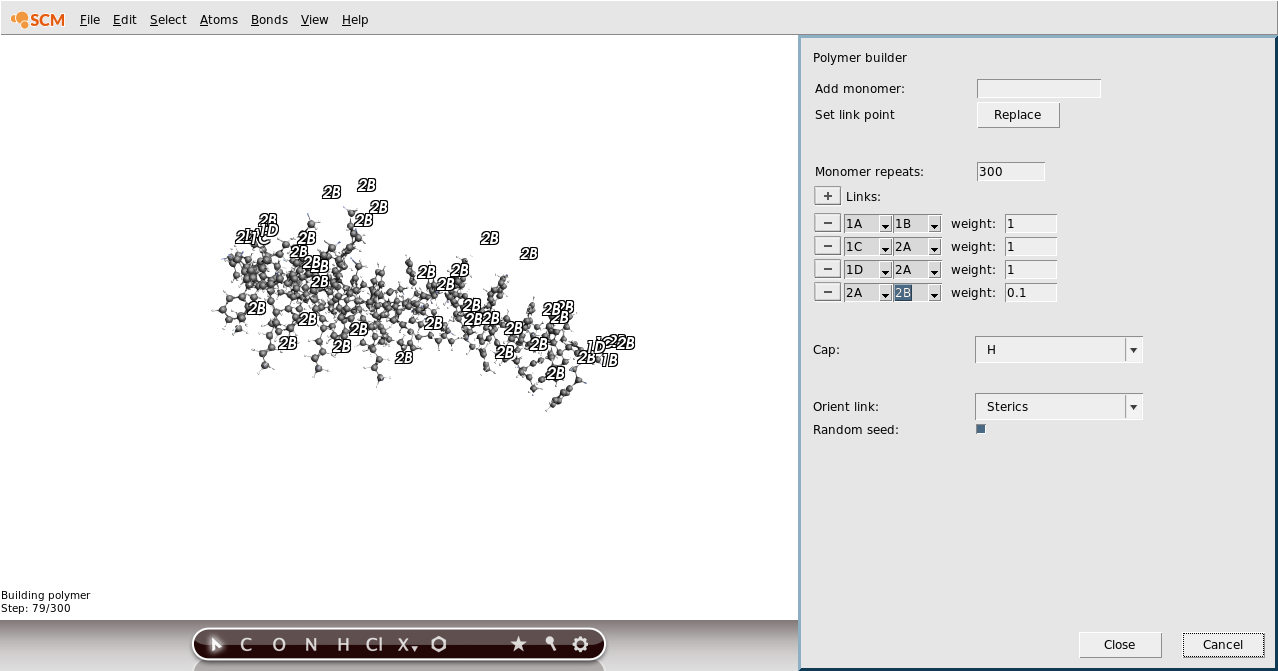 SCM File Edit Select Atoms Bonds View Help
Polymer builder
Add monomer:
Set link point Replace
Monomer repeats: 300
+ Links:
− 1A 1B weight: 1
− 1C 2A weight: 1
− 1D 2A weight: 1
− 2A 2B weight: 0.1
Cap: H
Orient link: Sterics
Random seed:
2B 2B
2B
2B 2B
1D
1C 2B 2B 2B
2B
2B 2B 2B 2B
2B 2B
2B 2B 2B 2B
2B 2B 2B 2B 2B
2B 2B
2B 2B 2B 2B
2B 2B 2B 2B 1B
2B
Building polymer
Step: 79/300
C O N H Cl X
Close Cancel